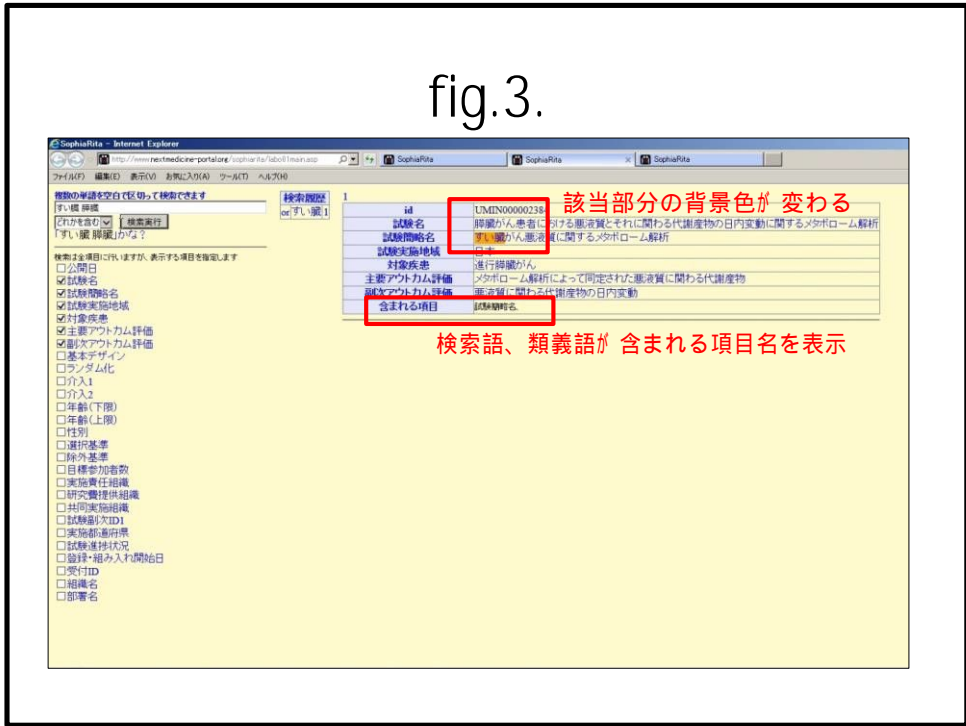 fig.3.
SophiaRita - Internet Explorer
http://www.nextmedicine-portal.org/sophiarita/labo11main.asp
SophiaRita
SophiaRita
SophiaRita
ファイル(F) 編集(E) 表示(V) お気に入り(A) ツール(T) ヘルプ(H)
複数の単語を空白で区切って検索できます
すい臓 膵臓
どれかを含む 検索実行
「すい臓 膵臓」かな?
検索は全項目に行いますが、表示する項目を指定します
公開日
試験名
試験簡略名
試験実施地域
対象疾患
主要アウトカム評価
副次アウトカム評価
基本デザイン
ランダム化
介入1
介入2
年齢(下限)
年齢(上限)
性別
選択基準
除外基準
目標参加者数
実施責任組織
研究費提供組織
共同実施組織
試験副次ID1
実施都道府県
試験進捗状況
登録・組み入れ開始日
受付ID
組織名
部署名
検索履歴
or すい臓 1
1
id UMIN00000238
試験名 膵臓がん患者における悪液質とそれに関わる代謝産物の日内変動に関するメタボローム解析
試験簡略名 すい臓がん悪液質に関するメタボローム解析
試験実施地域 日本
対象疾患 進行膵臓がん
主要アウトカム評価 メタボローム解析によって同定された悪液質に関わる代謝産物
副次アウトカム評価 悪液質に関わる代謝産物の日内変動
含まれる項目 試験簡略名,
該当部分の背景色が変わる
検索語、類義語が含まれる項目名を表示